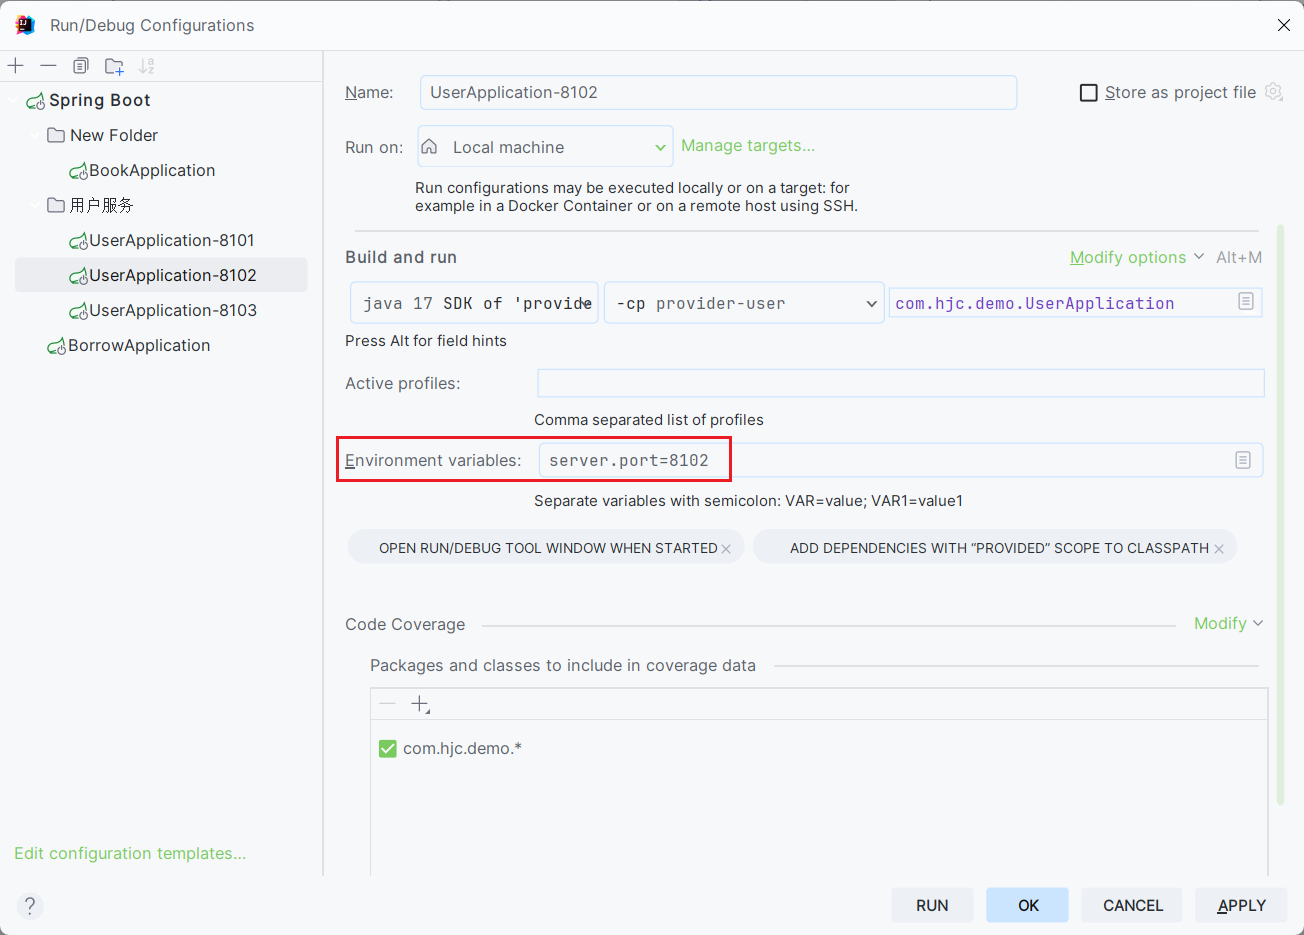 Run/Debug Configurations
Spring Boot
New Folder
BookApplication
用户服务
UserApplication-8101
UserApplication-8102
UserApplication-8103
BorrowApplication
Edit configuration templates...
?
Name: UserApplication-8102
Store as project file
Run on: Local machine
Manage targets...
Run configurations may be executed locally or on a target: for
example in a Docker Container or on a remote host using SSH.
Build and run
Modify options Alt+M
java 17 SDK of 'provide
-cp provider-user
com.hjc.demo.UserApplication
Press Alt for field hints
Active profiles:
Comma separated list of profiles
Environment variables: server.port=8102
Separate variables with semicolon: VAR=value; VAR1=value1
OPEN RUN/DEBUG TOOL WINDOW WHEN STARTED
ADD DEPENDENCIES WITH “PROVIDED” SCOPE TO CLASSPATH
Code Coverage
Modify
Packages and classes to include in coverage data
com.hjc.demo.*
RUN
OK
CANCEL
APPLY